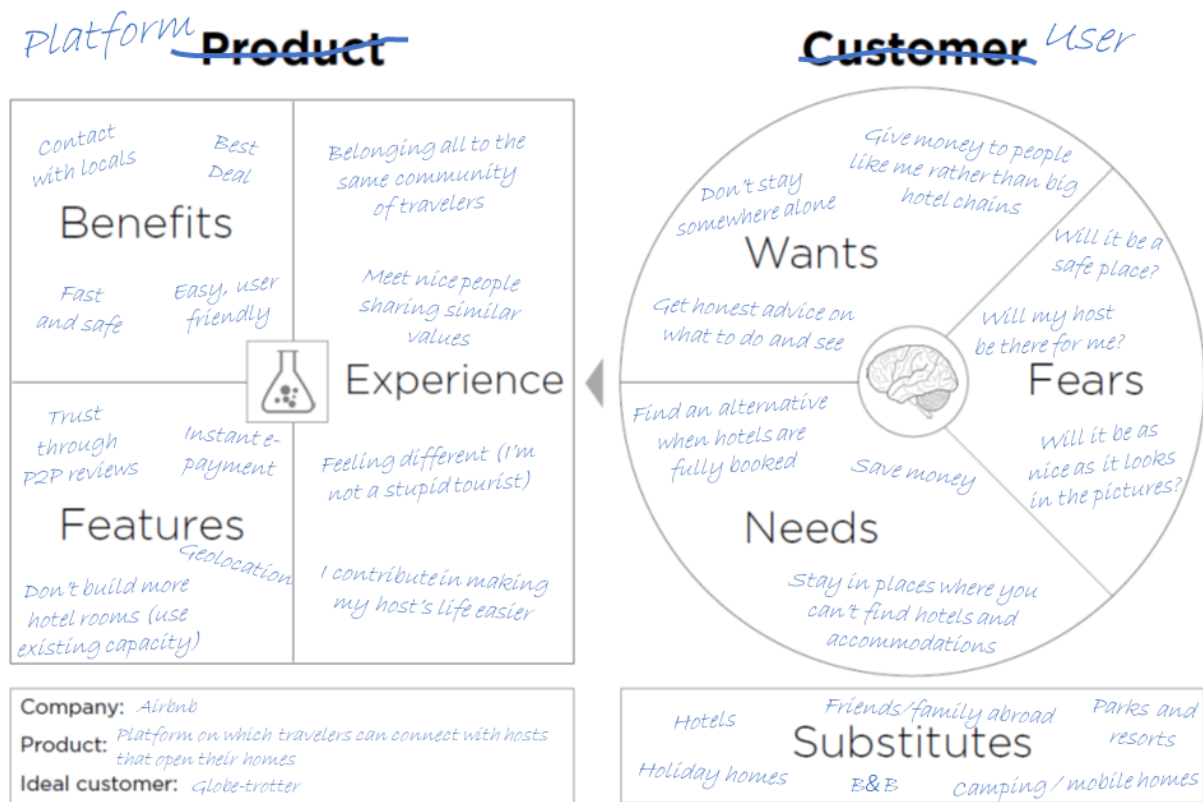 Platform
Product
Customer
User
Contact
with locals
Best
Deal
Benefits
Fast
and safe
Easy, user
friendly
Belonging all to the
same community
of travelers
Meet nice people
sharing similar
values
Experience
Feeling different (I'm
not a stupid tourist)
I contribute in making
my host's life easier
Trust
through
P2P reviews
Instant e-
payment
Features
Geolocation
Don't build more
hotel rooms (use
existing capacity)
Give money to people
like me rather than big
hotel chains
Don't stay
somewhere alone
Wants
Get honest advice on
what to do and see
Will it be a
safe place?
Will my host
be there for me?
Fears
Will it be as
nice as it looks
in the pictures?
Find an alternative
when hotels are
fully booked
Save money
Needs
Stay in places where you
can't find hotels and
accommodations
Company: Airbnb
Product: Platform on which travelers can connect with hosts
that open their homes
Ideal customer: Globe-trotter
Hotels
Friends/family abroad
Parks and
resorts
Substitutes
Holiday homes
B&B
Camping / mobile homes